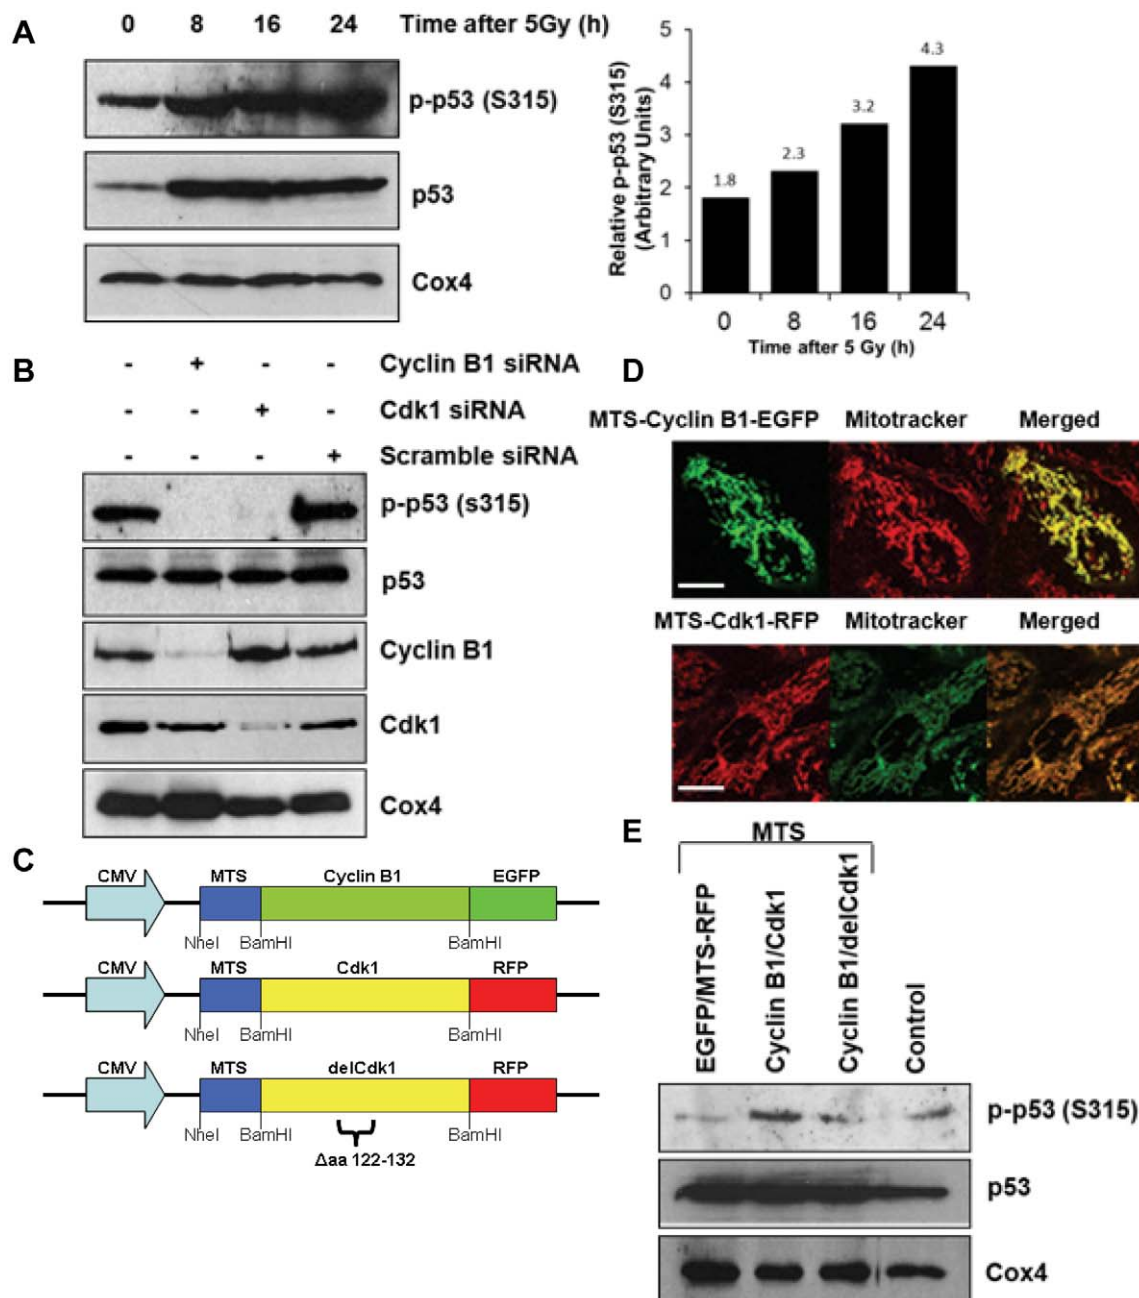 A
0 8 16 24 Time after 5Gy (h)
p-p53 (S315)
p53
Cox4
Relative p-p53 (S315)
(Arbitrary Units)
5
4
3
2
1
0
1.8
2.3
3.2
4.3
0 8 16 24
Time after 5 Gy (h)
B
- + - - Cyclin B1 siRNA
- - + - Cdk1 siRNA
- - - + Scramble siRNA
p-p53 (s315)
p53
Cyclin B1
Cdk1
Cox4
C
CMV MTS Cyclin B1 EGFP
NheI BamHI BamHI
CMV MTS Cdk1 RFP
NheI BamHI BamHI
CMV MTS delCdk1 RFP
NheI BamHI BamHI
Δaa 122-132
D
MTS-Cyclin B1-EGFP Mitotracker Merged
MTS-Cdk1-RFP Mitotracker Merged
E
MTS
EGFP/MTS-RFP
Cyclin B1/Cdk1
Cyclin B1/delCdk1
Control
p-p53 (S315)
p53
Cox4